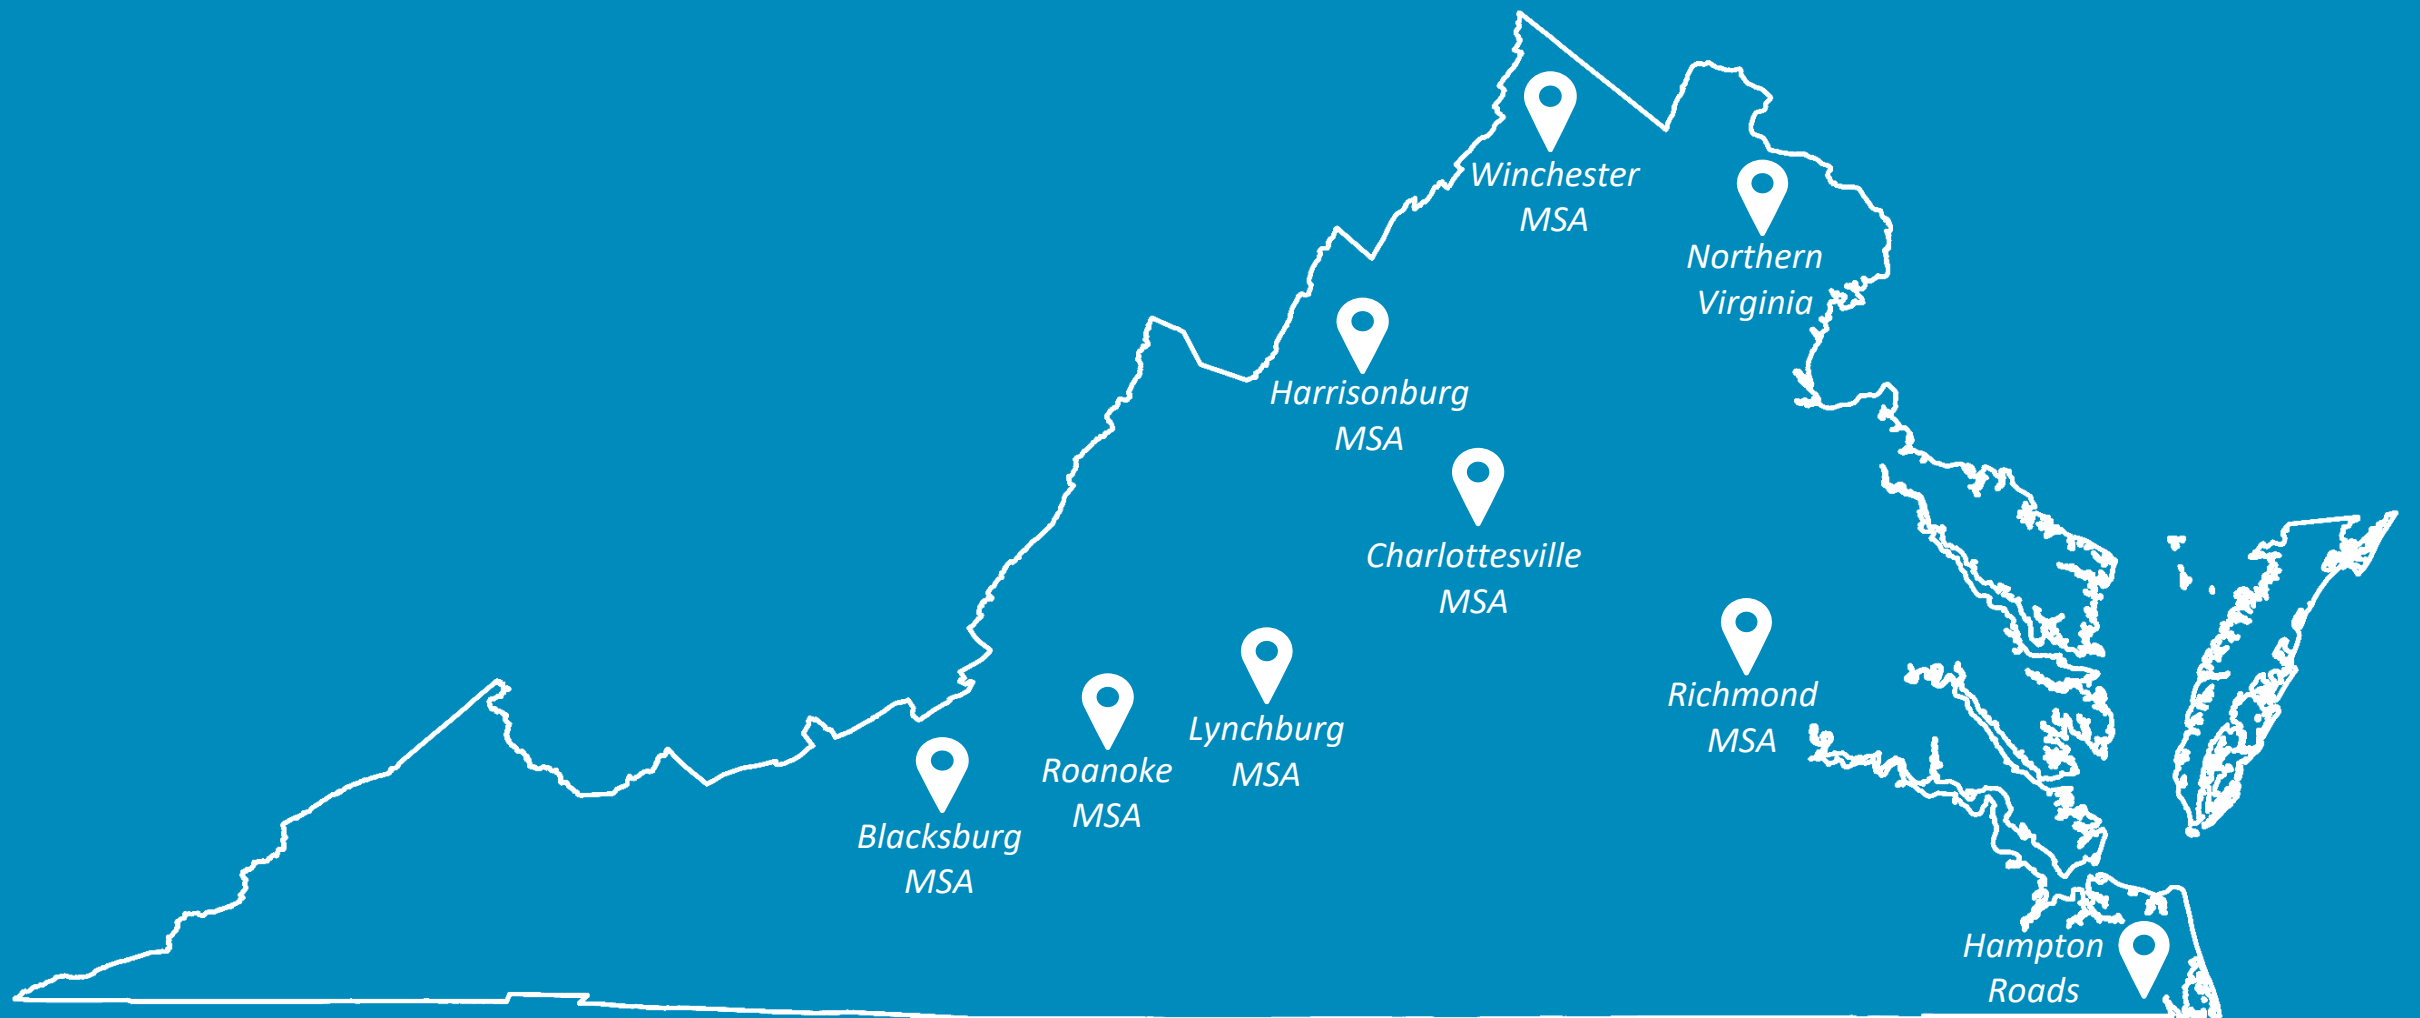 Winchester
MSA
Northern
Virginia
Harrisonburg
MSA
Charlottesville
MSA
Richmond
MSA
Lynchburg
MSA
Roanoke
MSA
Blacksburg
MSA
Hampton
Roads